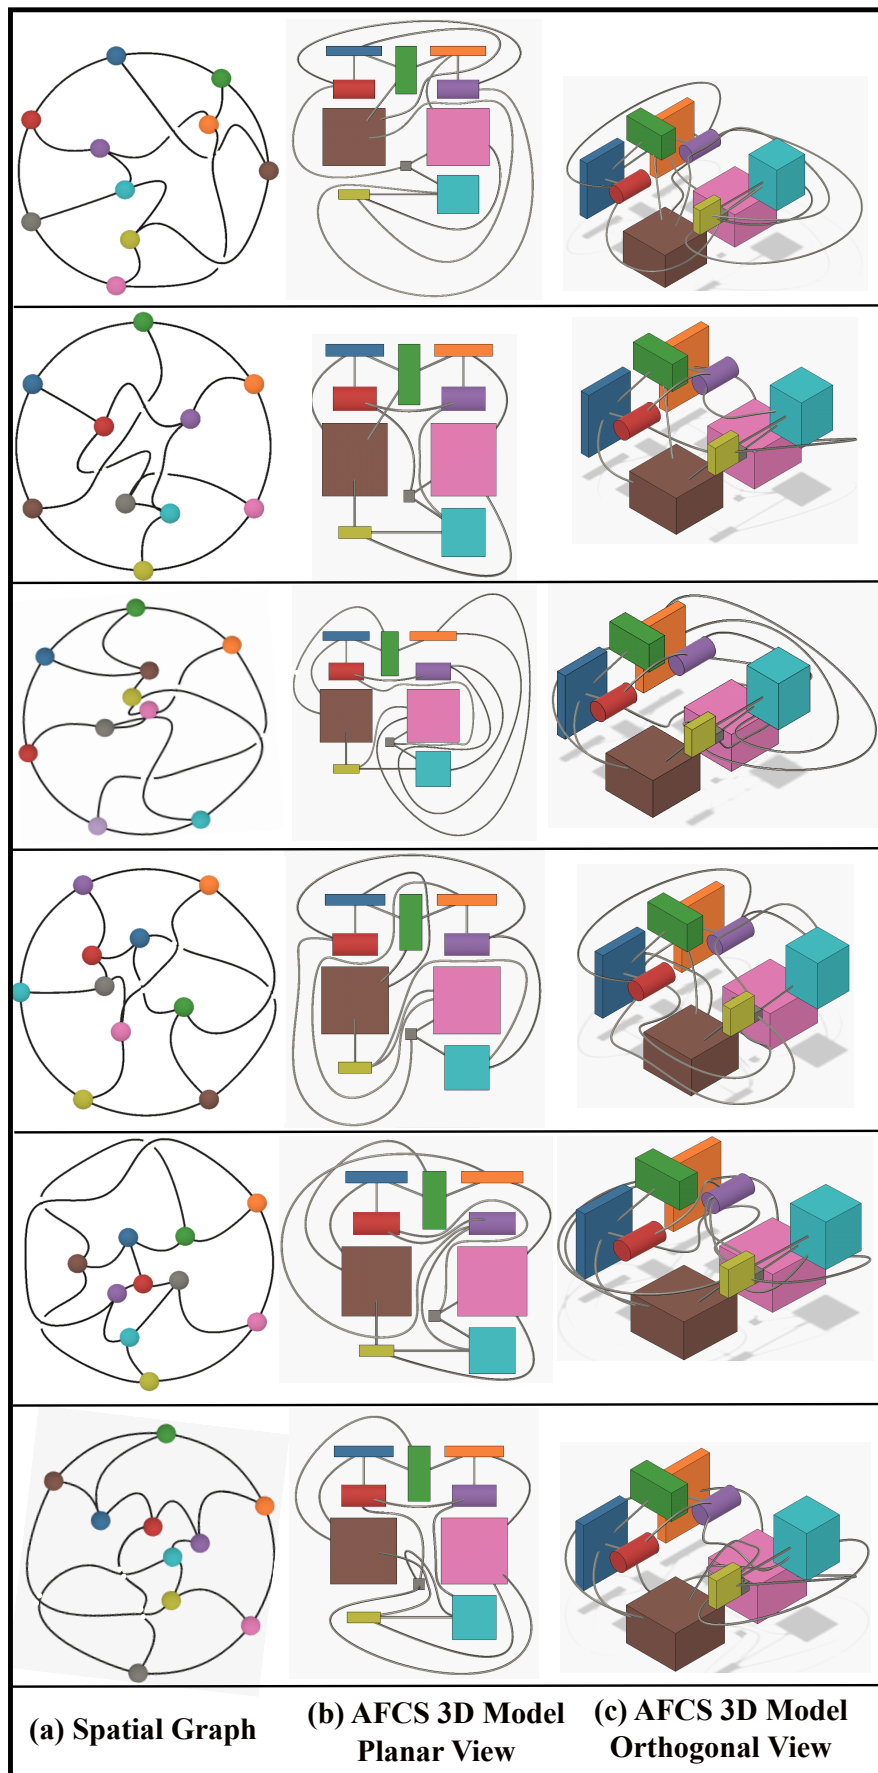 (a) Spatial Graph
(b) AFCS 3D Model
Planar View
(c) AFCS 3D Model
Orthogonal View